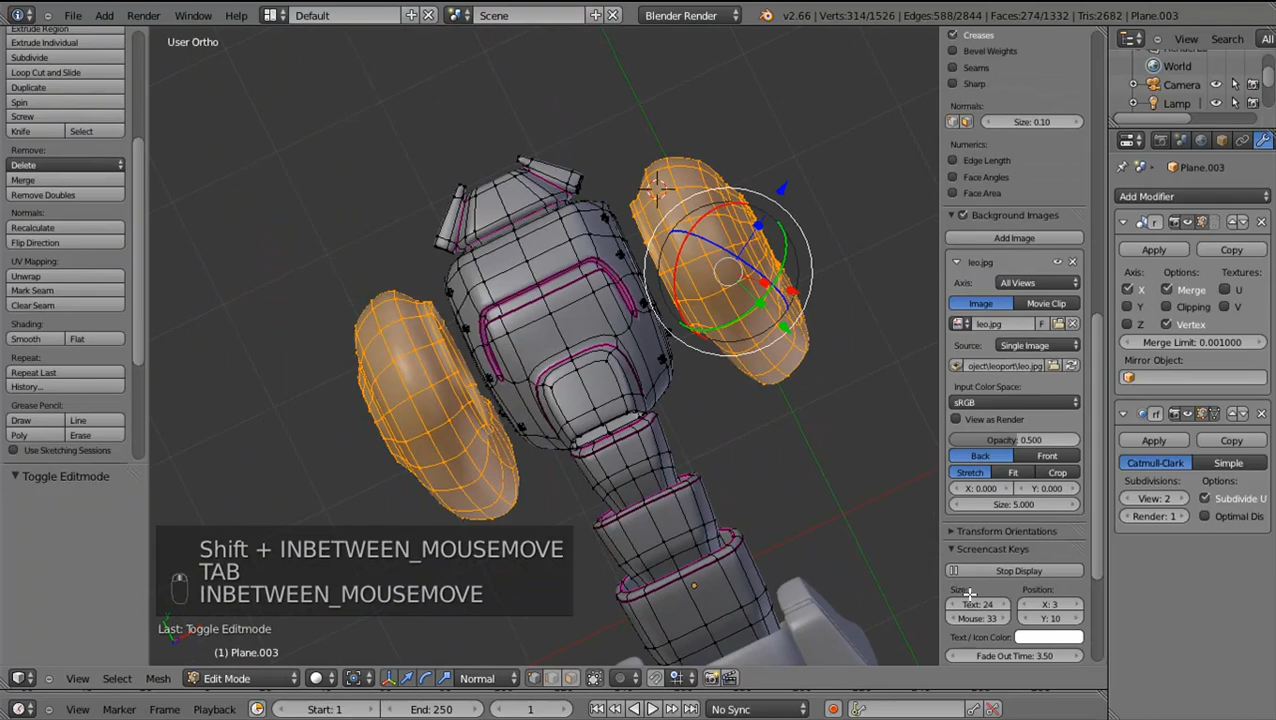 File Add Render Window Help Default Scene Blender Render v2.66 | Verts:314/1526 | Edges:588/2844 | Faces:274/1332 | Tris:2682 | Plane.003
Extrude Region
Extrude Individual
Subdivide
Loop Cut and Slide
Duplicate
Spin
Screw
Knife Select
Remove:
Delete
Merge
Remove Doubles
Normals:
Recalculate
Flip Direction
UV Mapping:
Unwrap
Mark Seam
Clear Seam
Shading:
Smooth Flat
Repeat:
Repeat Last
History...
Grease Pencil:
Draw Line
Poly Erase
Use Sketching Sessions
Toggle Editmode
User Ortho
Shift + INBETWEEN_MOUSEMOVE
TAB
INBETWEEN_MOUSEMOVE
Last: Toggle Editmode
(1) Plane.003
Creases
Bevel Weights
Seams
Sharp
Normals:
Size: 0.10
Numerics:
Edge Length
Face Angles
Face Area
Background Images
Add Image
leo.jpg
Axis: All Views
Image Movie Clip
leo.jpg F
Source: Single Image
oject\leoport\leo.jpg
Input Color Space:
sRGB
View as Render
Opacity: 0.500
Back Front
Stretch Fit Crop
X: 0.000 Y: 0.000
Size: 5.000
Transform Orientations
Screencast Keys
Stop Display
Size: Position:
Text: 24 X: 3
Mouse: 33 Y: 10
Text / Icon Color:
Fade Out Time: 3.50
View Search All
World
Camera
Lamp
Plane.003
Add Modifier
Apply Copy
Axis: Options: Textures:
X Merge U
Y Clipping V
Z Vertex
Merge Limit: 0.001000
Mirror Object:
Apply Copy
Catmull-Clark Simple
Subdivisions: Options:
View: 2 Subdivide U
Render: 1 Optimal Dis
View Select Mesh Edit Mode Normal
View Marker Frame Playback Start: 1 End: 250 1 No Sync